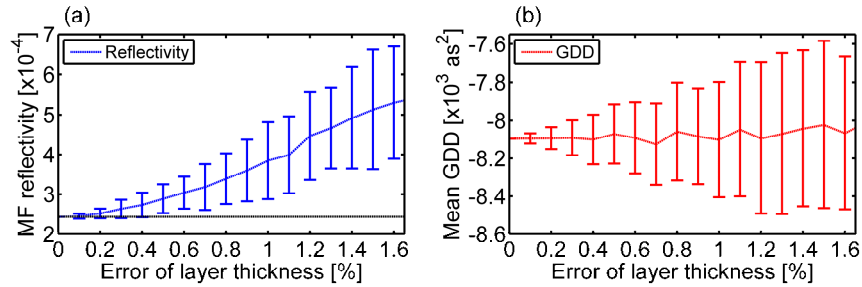 (a)
7
6
5
4
3
2
MF reflectivity [x10⁻⁴]
Reflectivity
0 0.2 0.4 0.6 0.8 1 1.2 1.4 1.6
Error of layer thickness [%]
(b)
-7.6
-7.8
-8
-8.2
-8.4
-8.6
Mean GDD [x10³ as²]
GDD
0 0.2 0.4 0.6 0.8 1 1.2 1.4 1.6
Error of layer thickness [%]